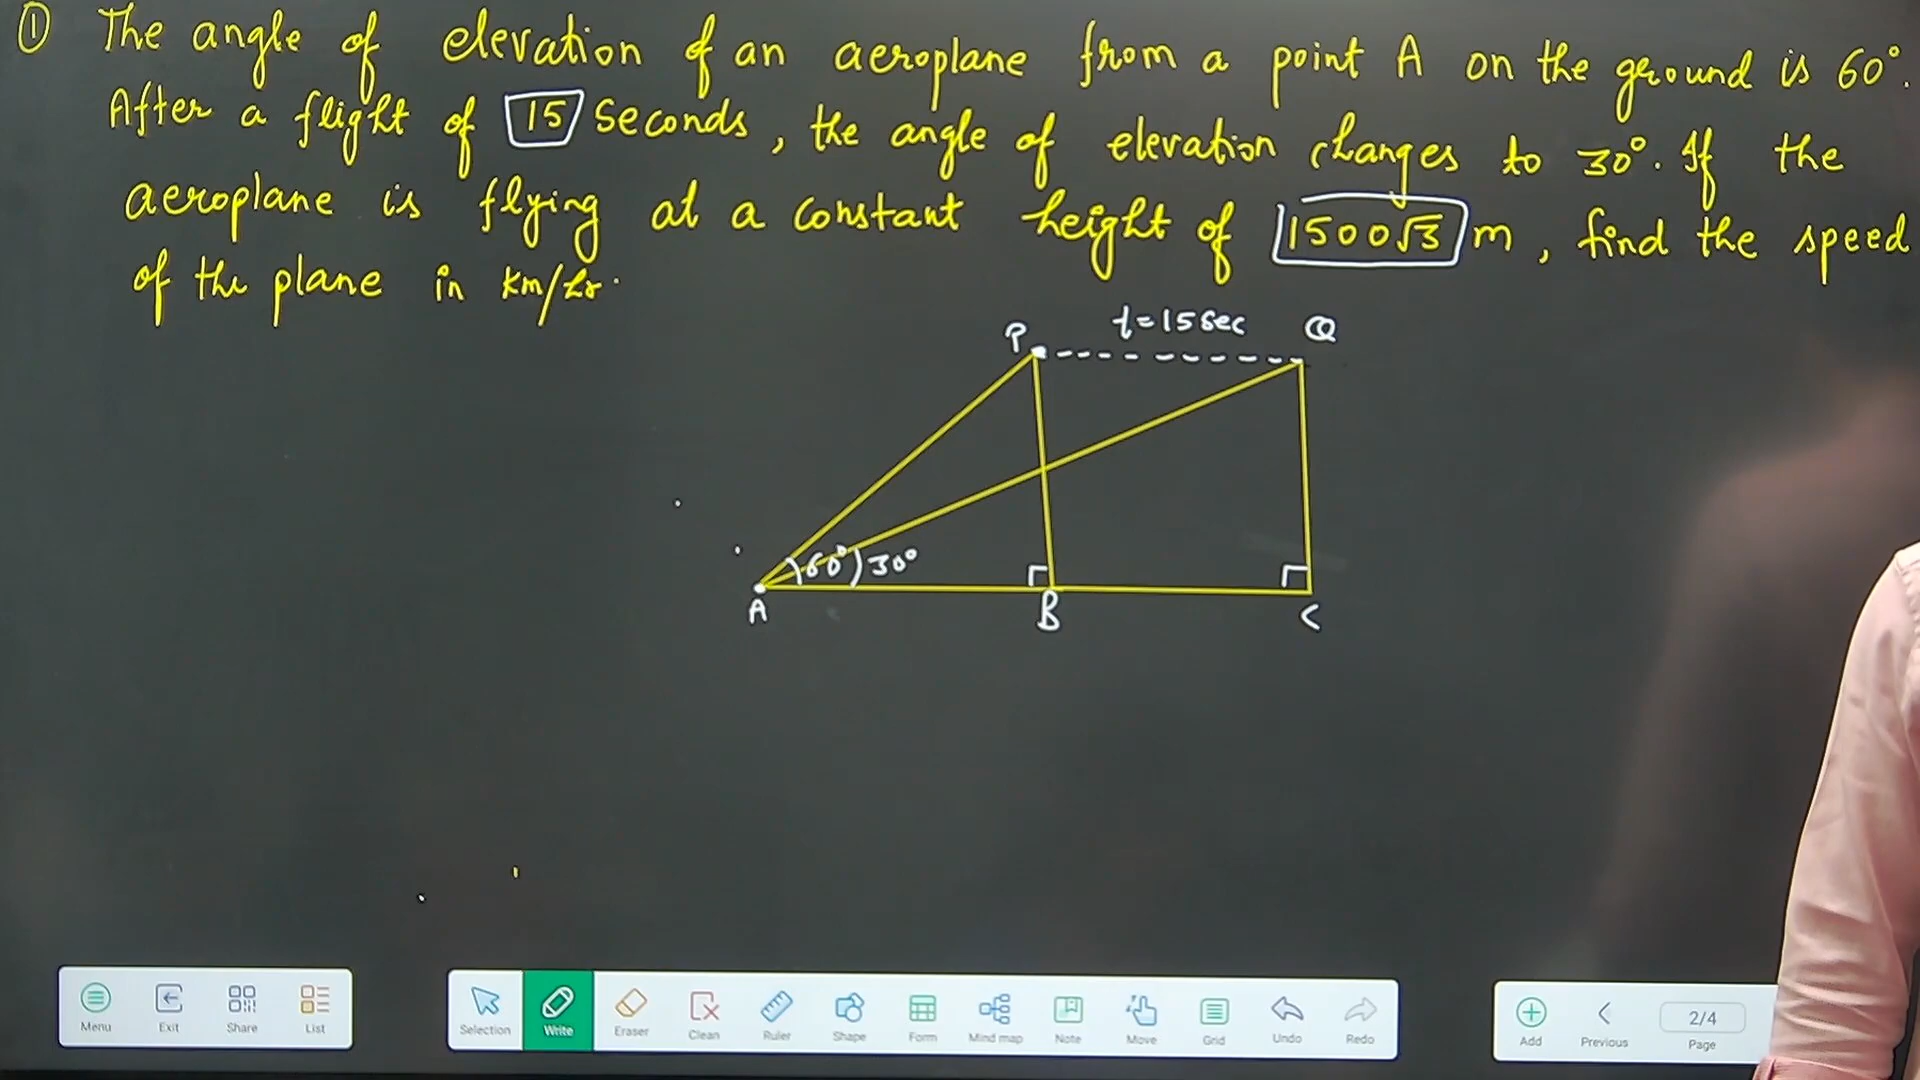 ① The angle of elevation of an aeroplane from a point A on the ground is 60°.
After a flight of 15 seconds, the angle of elevation changes to 30°. If the
aeroplane is flying at a constant height of 1500√3 m, find the speed
of the plane in km/hr.
P t=15sec Q
60° 30°
A B C
Menu Exit Share List Selection Write Eraser Clean Ruler Shape Form Mind map Note Move Grid Undo Redo Add Previous 2/4 Page